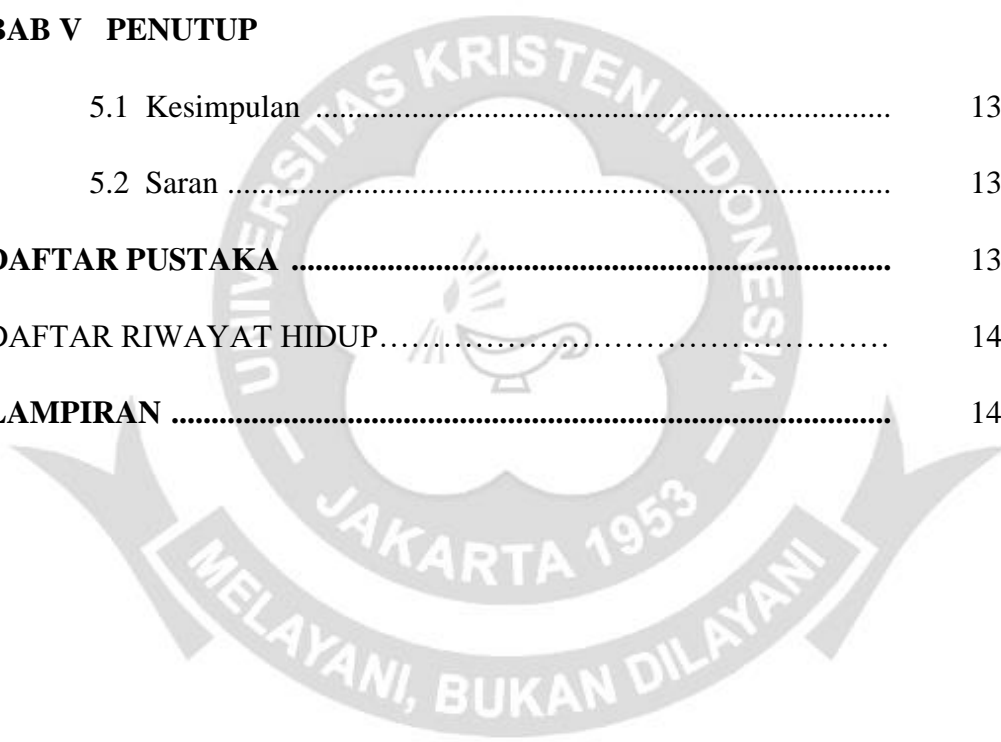 BAB V PENUTUP
5.1 Kesimpulan ........................................................................ 13
5.2 Saran ................................................................................... 13
DAFTAR PUSTAKA ........................................................................... 13
DAFTAR RIWAYAT HIDUP………………………………………… 14
LAMPIRAN .......................................................................................... 14
UNIVERSITAS KRISTEN INDONESIA
– JAKARTA 1953 –
MELAYANI, BUKAN DILAYANI